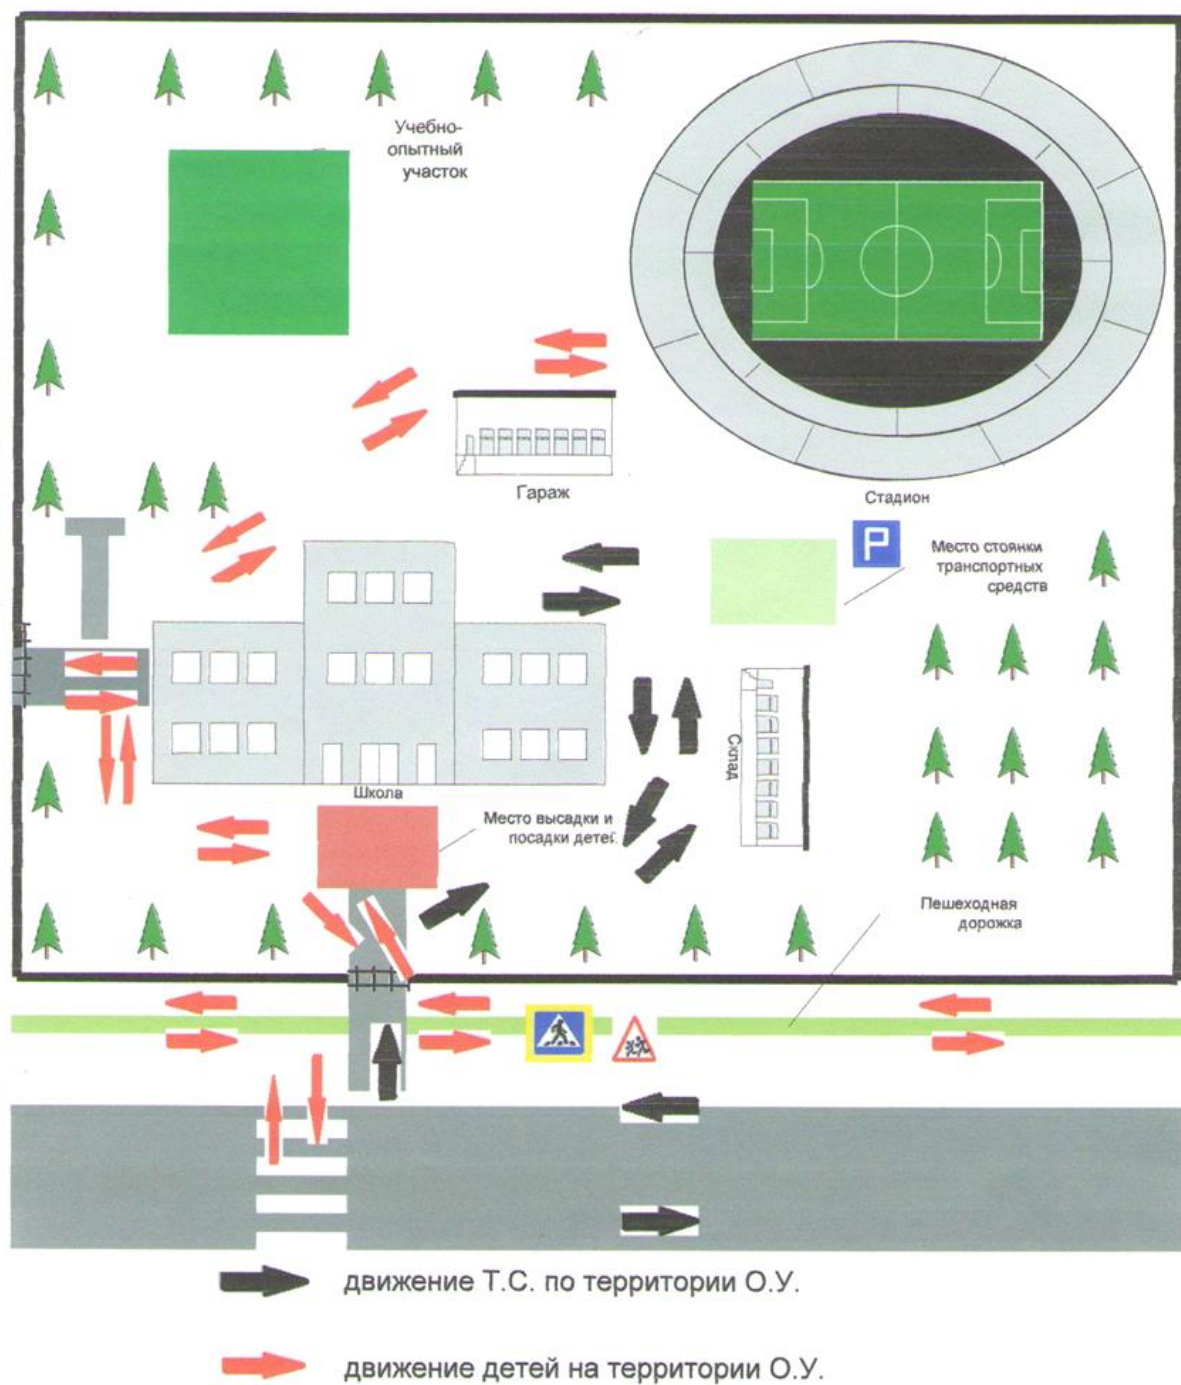 Учебно-
опытный
участок
Гараж
Стадион
P
Место стоянки
транспортных
средств
Склад
Школа
Место высадки и
посадки детей
Пешеходная
дорожка
движение Т.С. по территории О.У.
движение детей на территории О.У.